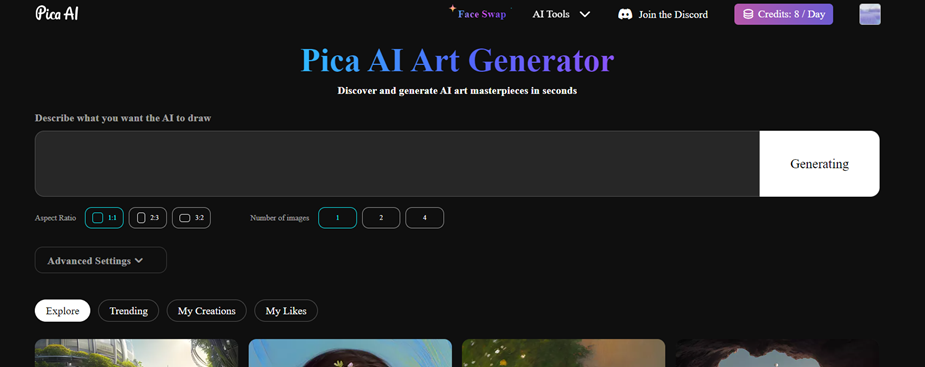 Pica AI
Face Swap
AI Tools
Join the Discord
Credits: 8 / Day
Pica AI Art Generator
Discover and generate AI art masterpieces in seconds
Describe what you want the AI to draw
Generating
Aspect Ratio
1:1
2:3
3:2
Number of images
1
2
4
Advanced Settings
Explore
Trending
My Creations
My Likes